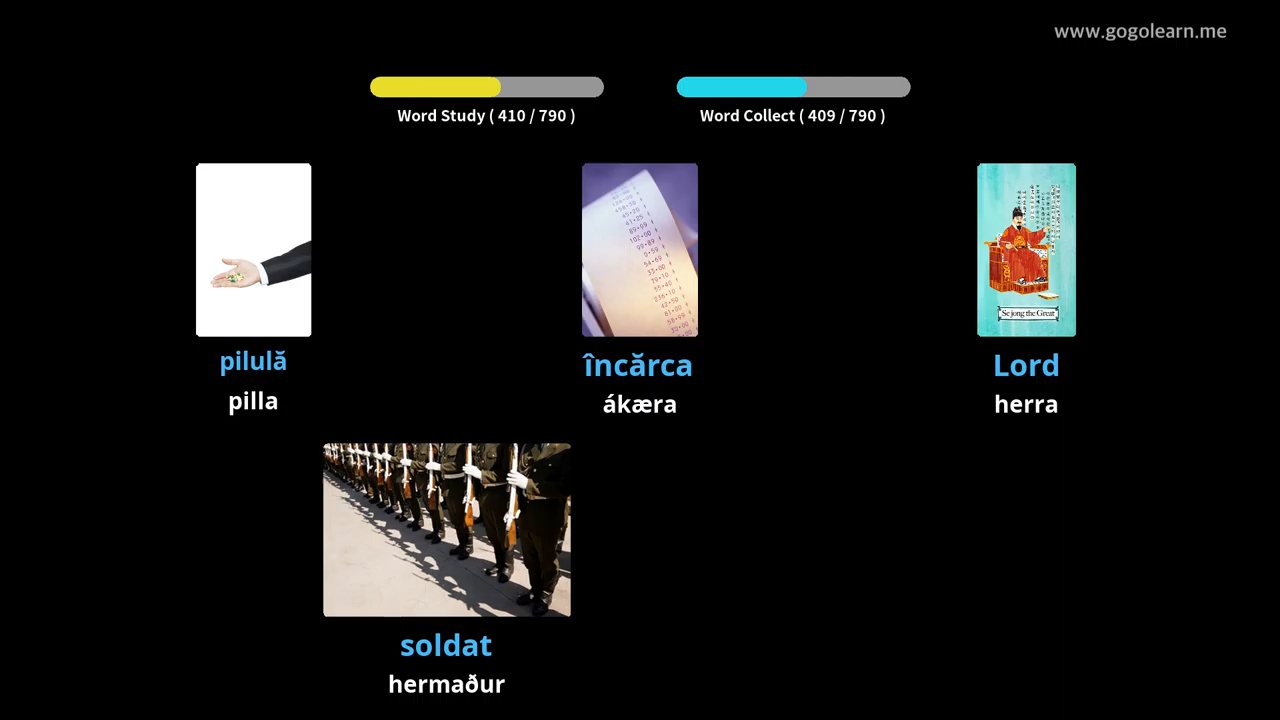 www.gogolearn.me
Word Study ( 410 / 790 )
Word Collect ( 409 / 790 )
Se jong the Great
pilulă
pilla
încărca
ákæra
Lord
herra
soldat
hermaður